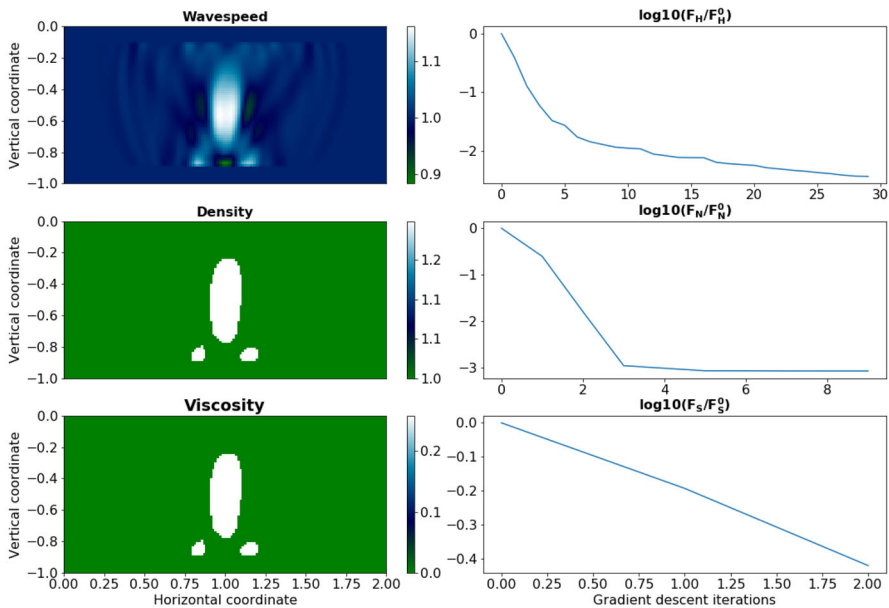 Wavespeed
0.0
−0.2
−0.4
−0.6
−0.8
−1.0
Vertical coordinate
1.1
1.0
0.9
log10(F_H/F_H^0)
0
−1
−2
0 5 10 15 20 25 30
Density
0.0
−0.2
−0.4
−0.6
−0.8
−1.0
Vertical coordinate
1.2
1.1
1.1
1.0
log10(F_N/F_N^0)
0
−1
−2
−3
0 2 4 6 8
Viscosity
0.0
−0.2
−0.4
−0.6
−0.8
−1.0
Vertical coordinate
0.00 0.25 0.50 0.75 1.00 1.25 1.50 1.75 2.00
Horizontal coordinate
0.2
0.1
0.0
log10(F_S/F_S^0)
0.0
−0.1
−0.2
−0.3
−0.4
0.00 0.25 0.50 0.75 1.00 1.25 1.50 1.75 2.00
Gradient descent iterations